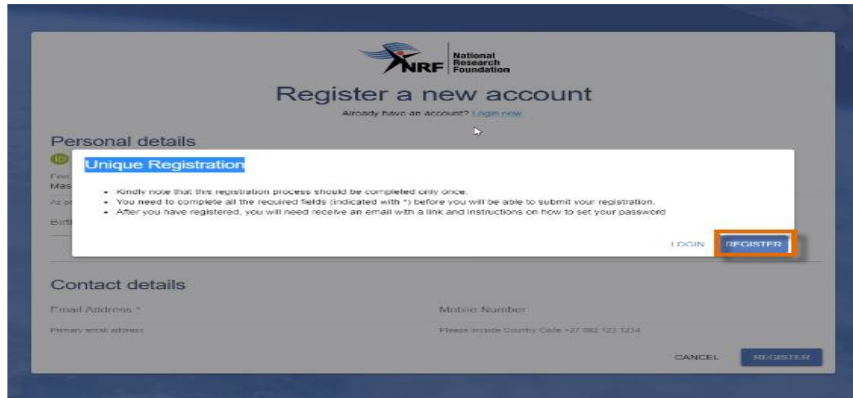 NRF
National
Research
Foundation
Register a new account
Already have an account? Login now
Personal details
iD
Unique Registration
Mas
• Kindly note that this registration process should be completed only once.
• You need to complete all the required fields (indicated with *) before you will be able to submit your registration.
• After you have registered, you will need receive an email with a link and instructions on how to set your password
LOGIN REGISTER
Contact details
Email Address * Mobile Number
Primary email address Please include Country Code +27 082 123 1234
CANCEL REGISTER